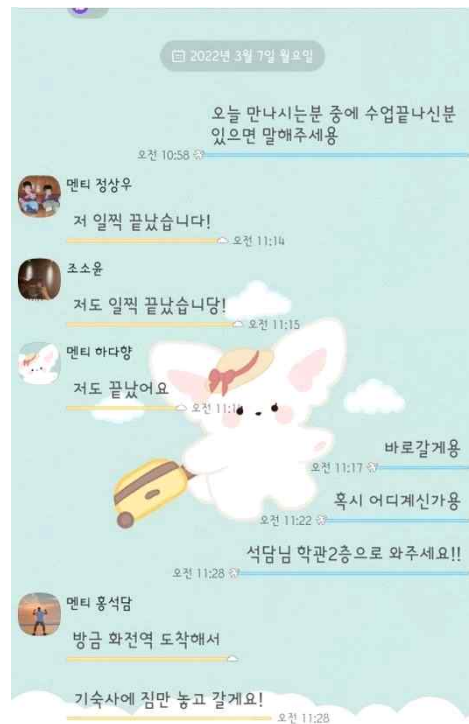 2022년 3월 7일 월요일
오늘 만나시는분 중에 수업끝나신분
있으면 말해주세용
오전 10:58
멘티 정상우
저 일찍 끝났습니다!
오전 11:14
조소윤
저도 일찍 끝났습니당!
오전 11:15
멘티 하다향
저도 끝났어요
오전
바로갈게용
오전 11:17
혹시 어디계신가용
오전 11:22
석담님 학관2층으로 와주세요!!
오전 11:28
멘티 홍석담
방금 화전역 도착해서
기숙사에 짐만 놓고 갈게요!
오전 11:28